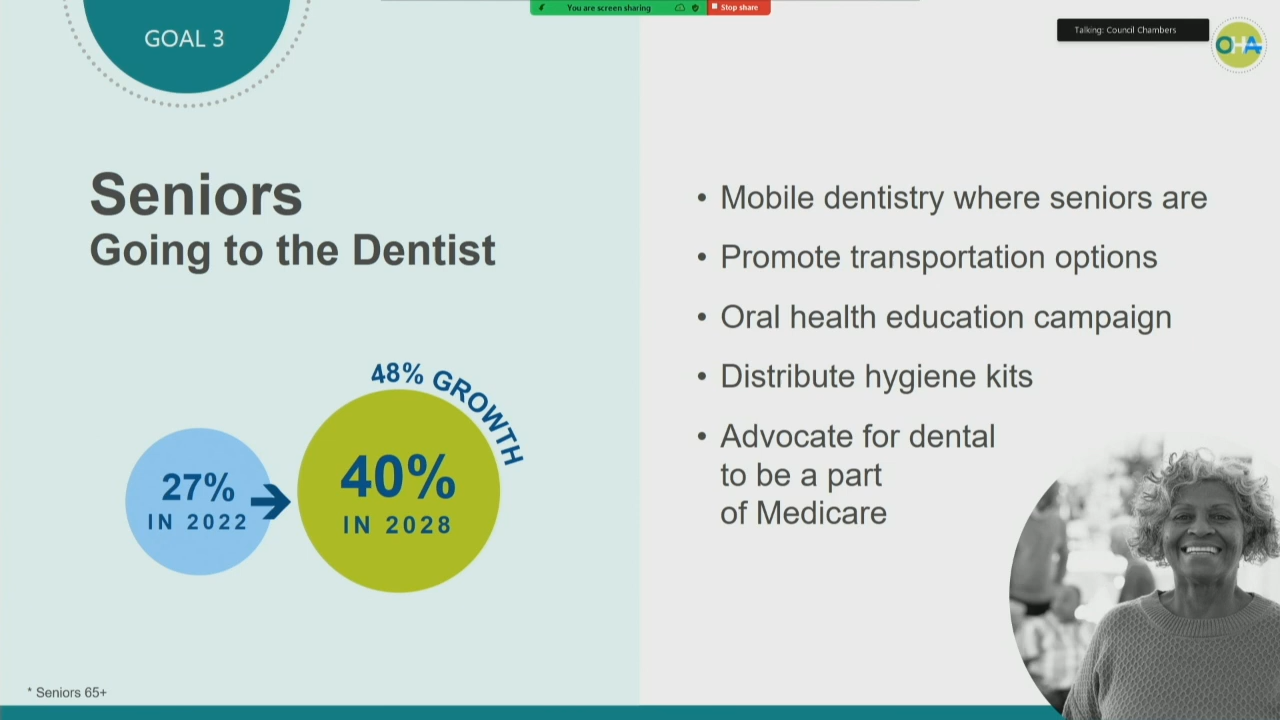 You are screen sharing
Stop share
GOAL 3
Talking: Council Chambers
OHA
Seniors
Going to the Dentist
48% GROWTH
27%
IN 2022
40%
IN 2028
* Seniors 65+
• Mobile dentistry where seniors are
• Promote transportation options
• Oral health education campaign
• Distribute hygiene kits
• Advocate for dental
to be a part
of Medicare